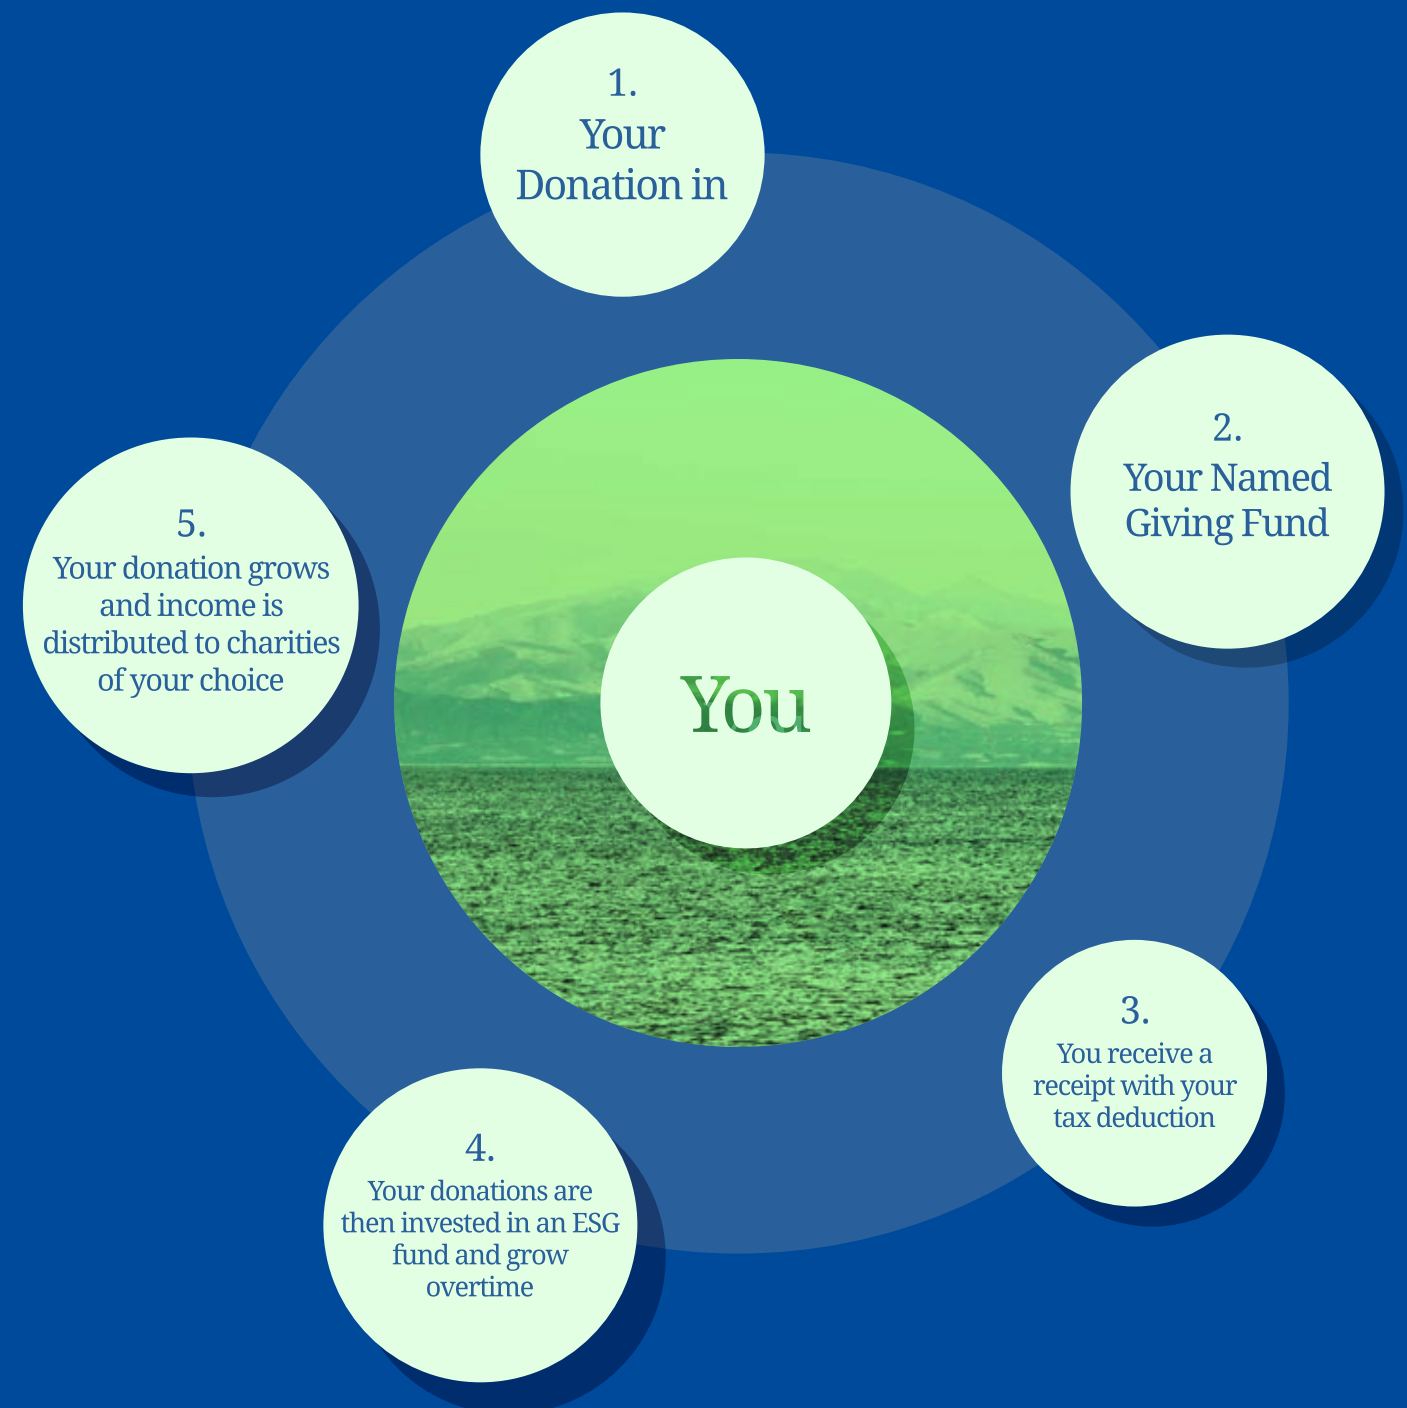 1.
Your
Donation in
2.
Your Named
Giving Fund
3.
You receive a
receipt with your
tax deduction
4.
Your donations are
then invested in an ESG
fund and grow
overtime
5.
Your donation grows
and income is
distributed to charities
of your choice
You